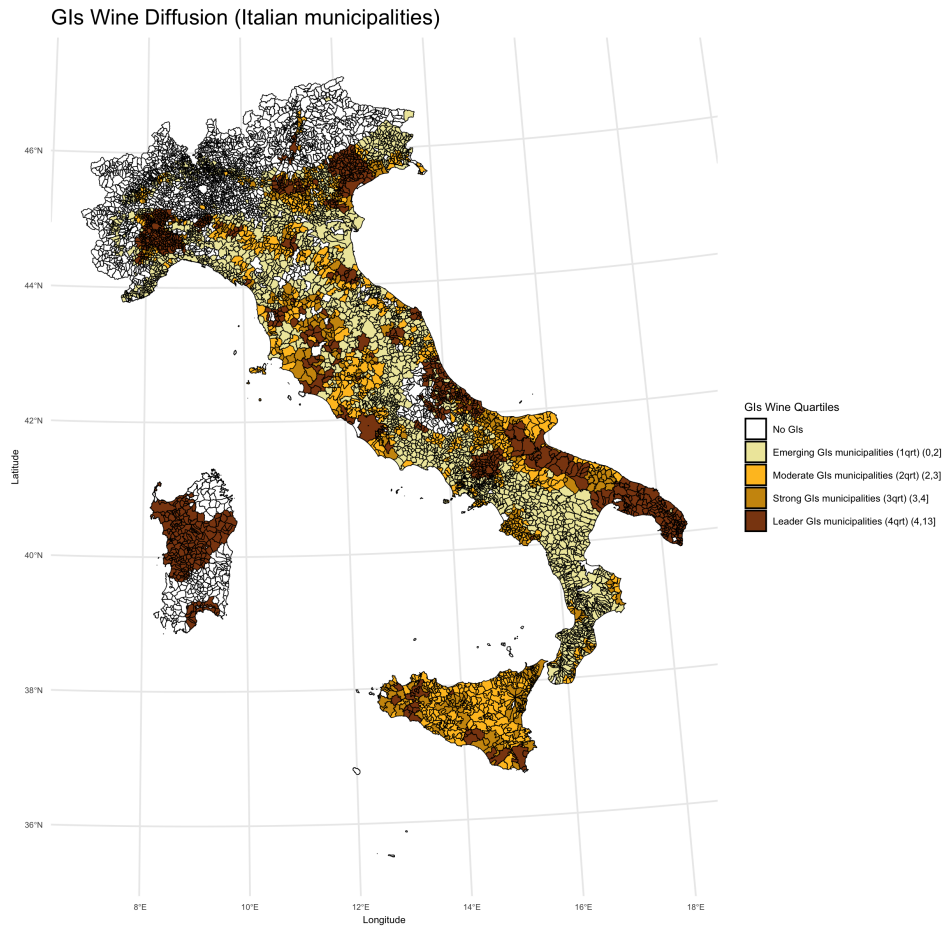 GIs Wine Diffusion (Italian municipalities)
46°N
44°N
42°N
40°N
38°N
36°N
Latitude
8°E
10°E
12°E
14°E
16°E
18°E
Longitude
GIs Wine Quartiles
No GIs
Emerging GIs municipalities (1qrt) (0,2]
Moderate GIs municipalities (2qrt) (2,3]
Strong GIs municipalities (3qrt) (3,4]
Leader GIs municipalities (4qrt) (4,13]